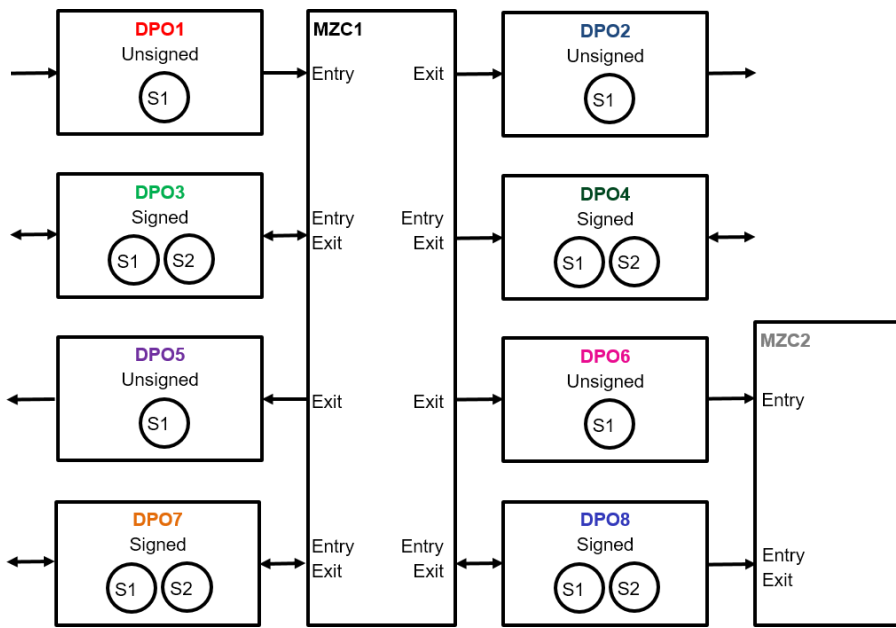 DPO1
Unsigned
S1
MZC1
Entry
Exit
DPO2
Unsigned
S1
DPO3
Signed
S1
S2
Entry
Exit
Entry
Exit
DPO4
Signed
S1
S2
DPO5
Unsigned
S1
Exit
Exit
DPO6
Unsigned
S1
MZC2
Entry
DPO7
Signed
S1
S2
Entry
Exit
Entry
Exit
DPO8
Signed
S1
S2
Entry
Exit